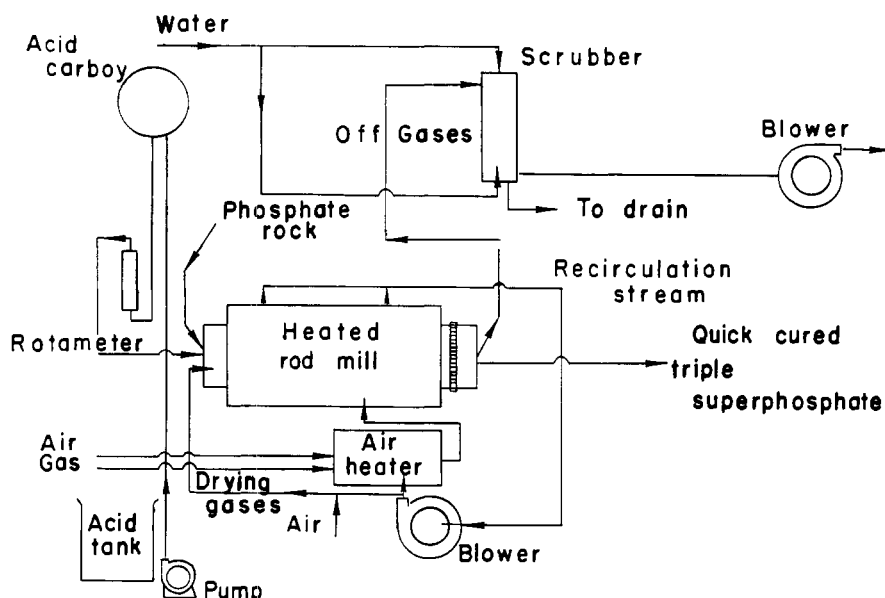 Water
Acid
carboy
Scrubber
Blower
Off Gases
To drain
Phosphate
rock
Recirculation
stream
Heated
rod mill
Rotameter
Quick cured
triple
superphosphate
Air
Gas
Air
heater
Drying
gases
Air
Acid
tank
Blower
Pump